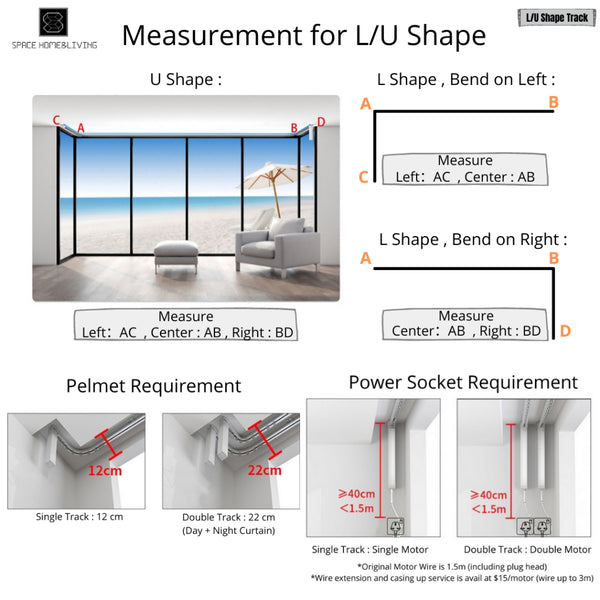 SPACE HOME&LIVING
L/U Shape Track
Measurement for L/U Shape
U Shape :
C
A
B
D
Measure
Left: AC , Center : AB , Right : BD
L Shape , Bend on Left :
A
B
C
Measure
Left: AC , Center : AB
L Shape , Bend on Right :
A
B
D
Measure
Center: AB , Right : BD
Pelmet Requirement
12cm
22cm
Single Track : 12 cm
Double Track : 22 cm
(Day + Night Curtain)
Power Socket Requirement
⩾40cm
＜1.5m
⩾40cm
＜1.5m
Single Track : Single Motor
Double Track : Double Motor
*Original Motor Wire is 1.5m (including plug head)
*Wire extension and casing up service is avail at $15/motor (wire up to 3m)